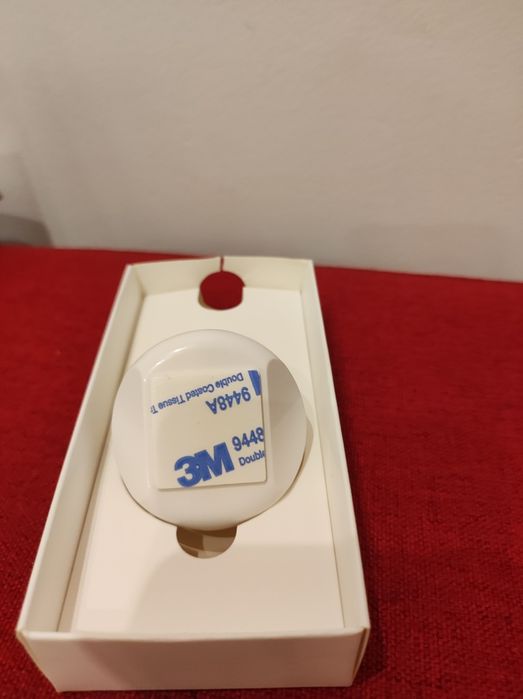 Double Coated Tissue T
9448A
3M 9448
Double